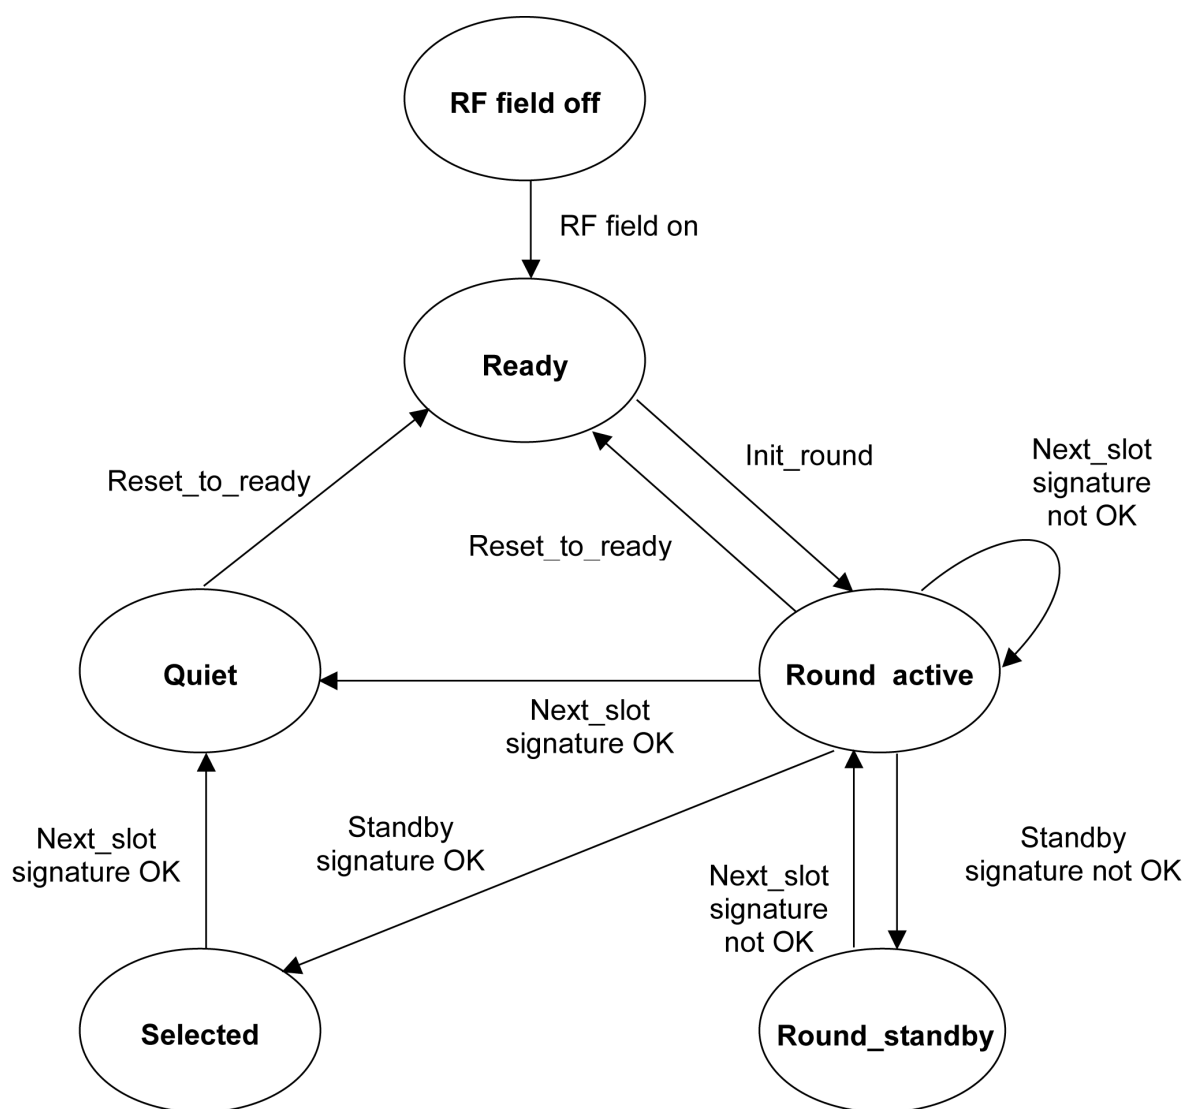 RF field off
RF field on
Ready
Init_round
Next_slot
signature
not OK
Reset_to_ready
Reset_to_ready
Quiet
Round active
Next_slot
signature OK
Next_slot
signature OK
Standby
signature OK
Next_slot
signature
not OK
Standby
signature not OK
Selected
Round_standby